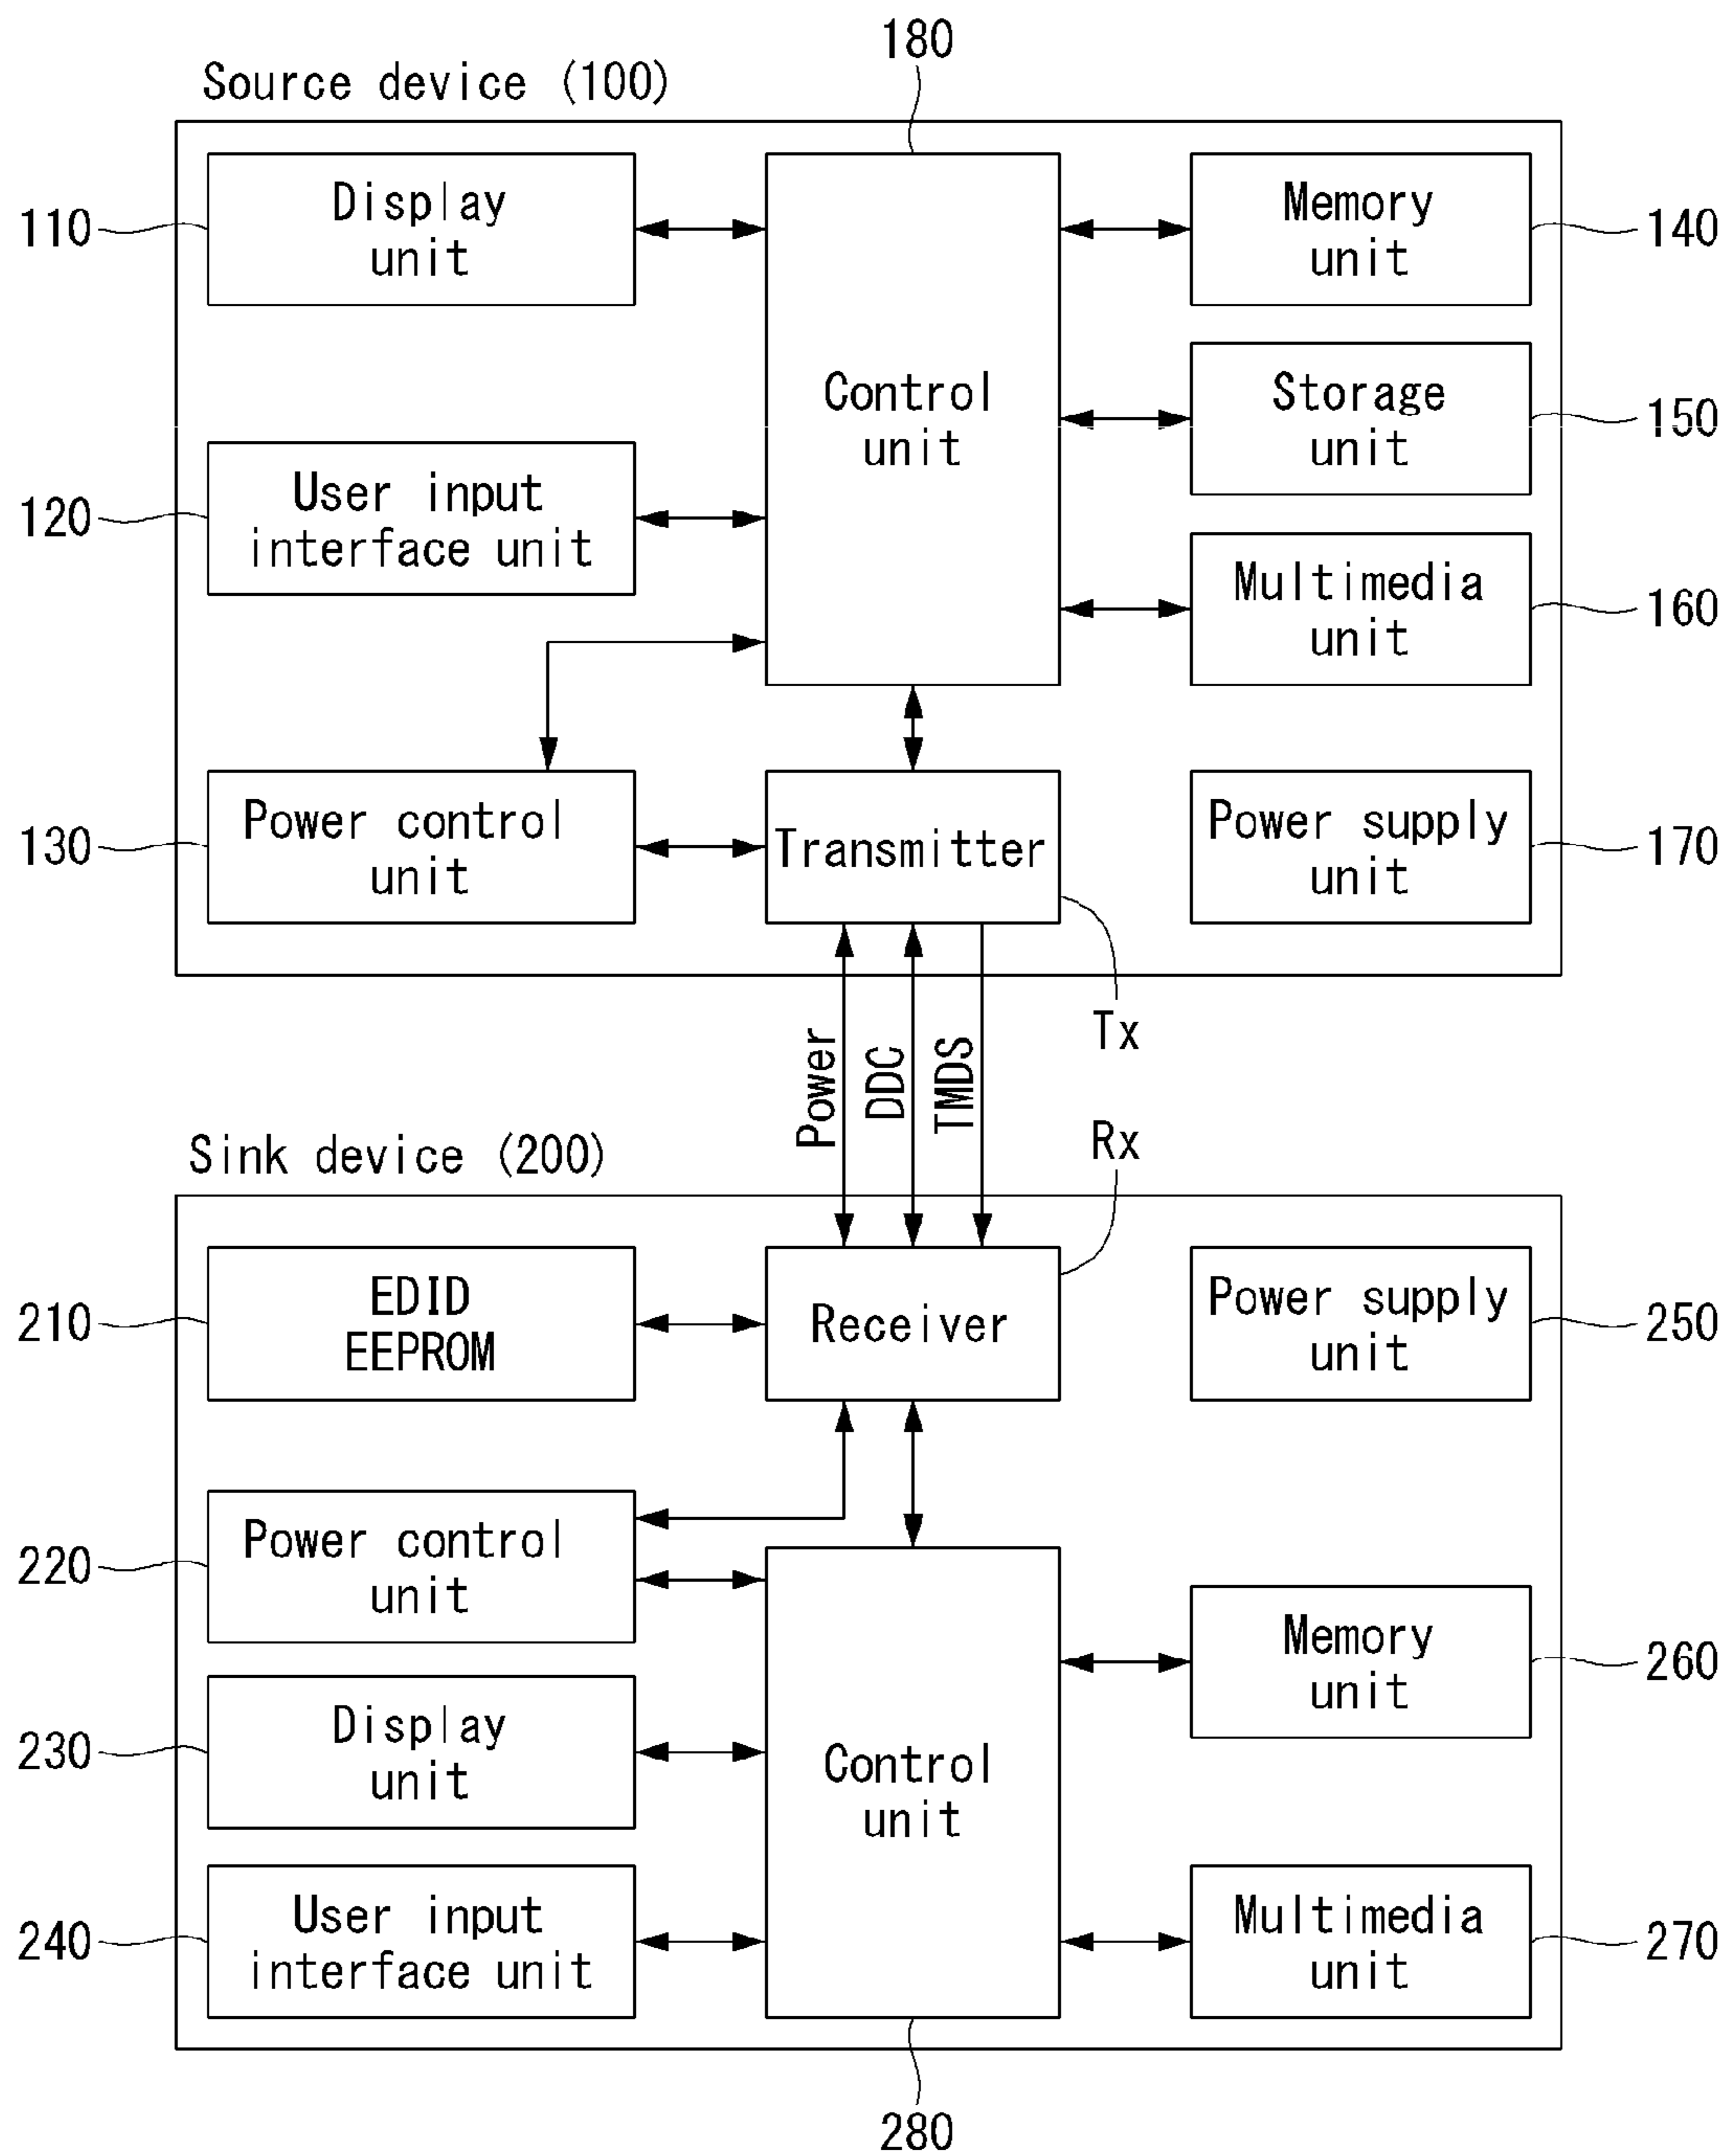 180
Source device (100)
Display
unit
110
Memory
unit
140
Control
unit
Storage
unit
150
User input
interface unit
120
Multimedia
unit
160
Power control
unit
130
Transmitter
Power supply
unit
170
Power
DDC
TMDS
Tx
Rx
Sink device (200)
EDID
EEPROM
210
Receiver
Power supply
unit
250
Power control
unit
220
Memory
unit
260
Display
unit
230
Control
unit
User input
interface unit
240
Multimedia
unit
270
280